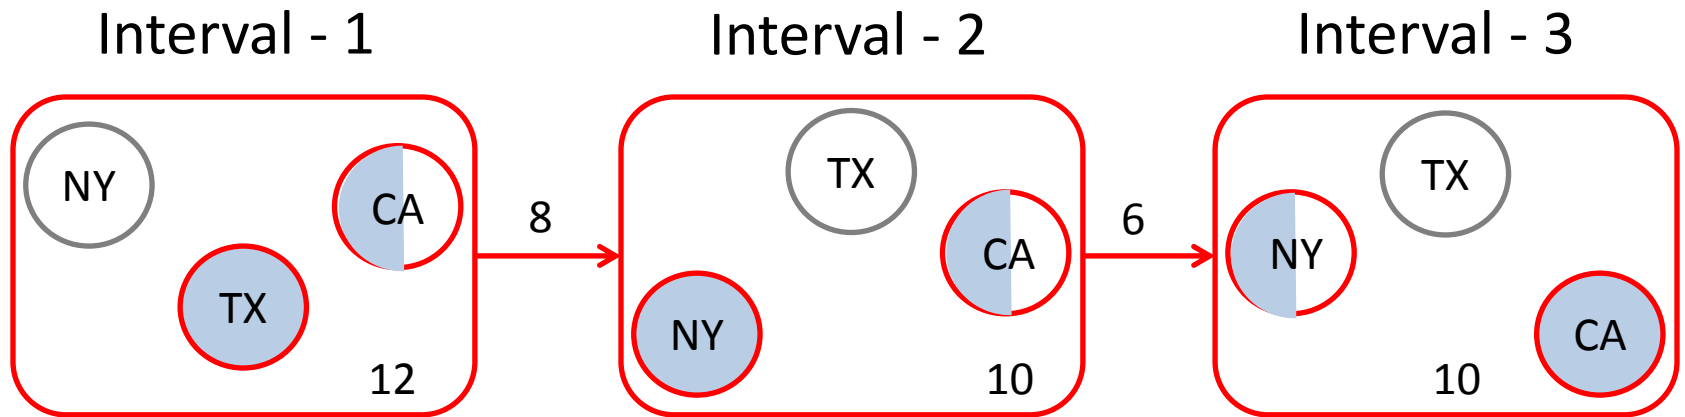 Interval - 1
Interval - 2
Interval - 3
NY
CA
TX
12
8
TX
CA
NY
10
6
TX
NY
CA
10